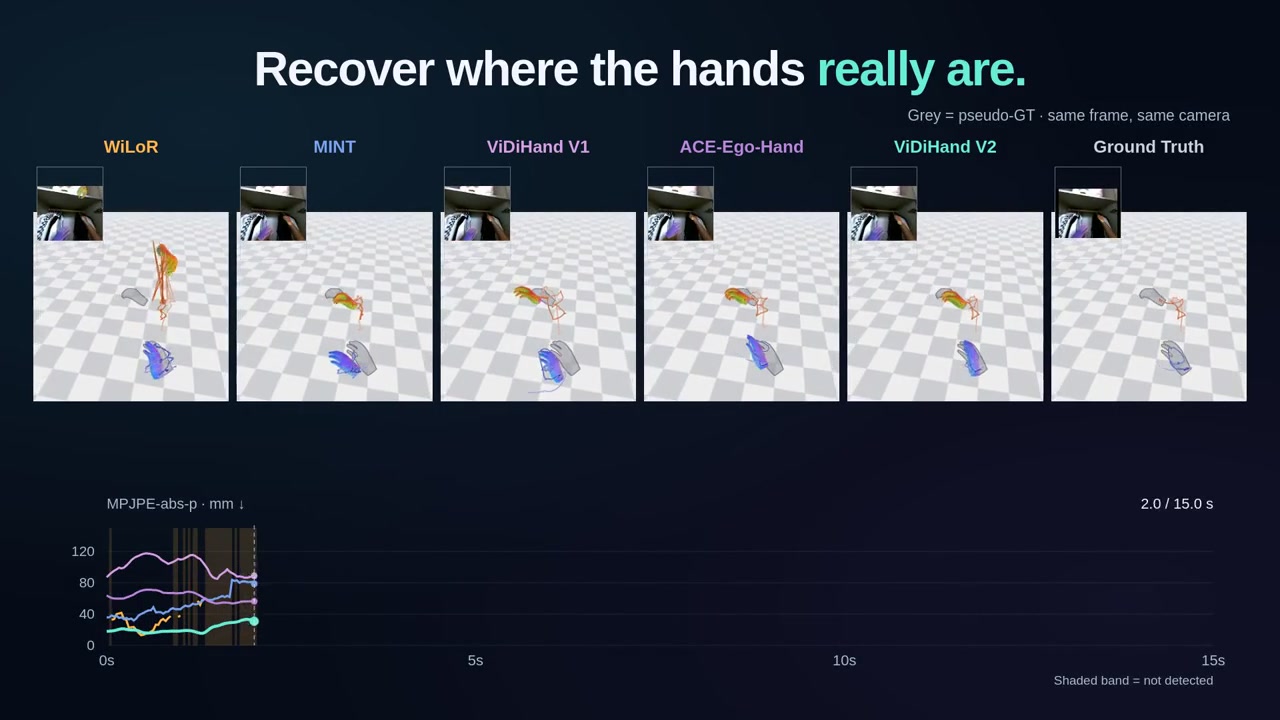 Recover where the hands really are.
Grey = pseudo-GT · same frame, same camera
WiLoR MINT ViDiHand V1 ACE-Ego-Hand ViDiHand V2 Ground Truth
MPJPE-abs-p · mm ↓
2.0 / 15.0 s
120
80
40
0
0s 5s 10s 15s
Shaded band = not detected